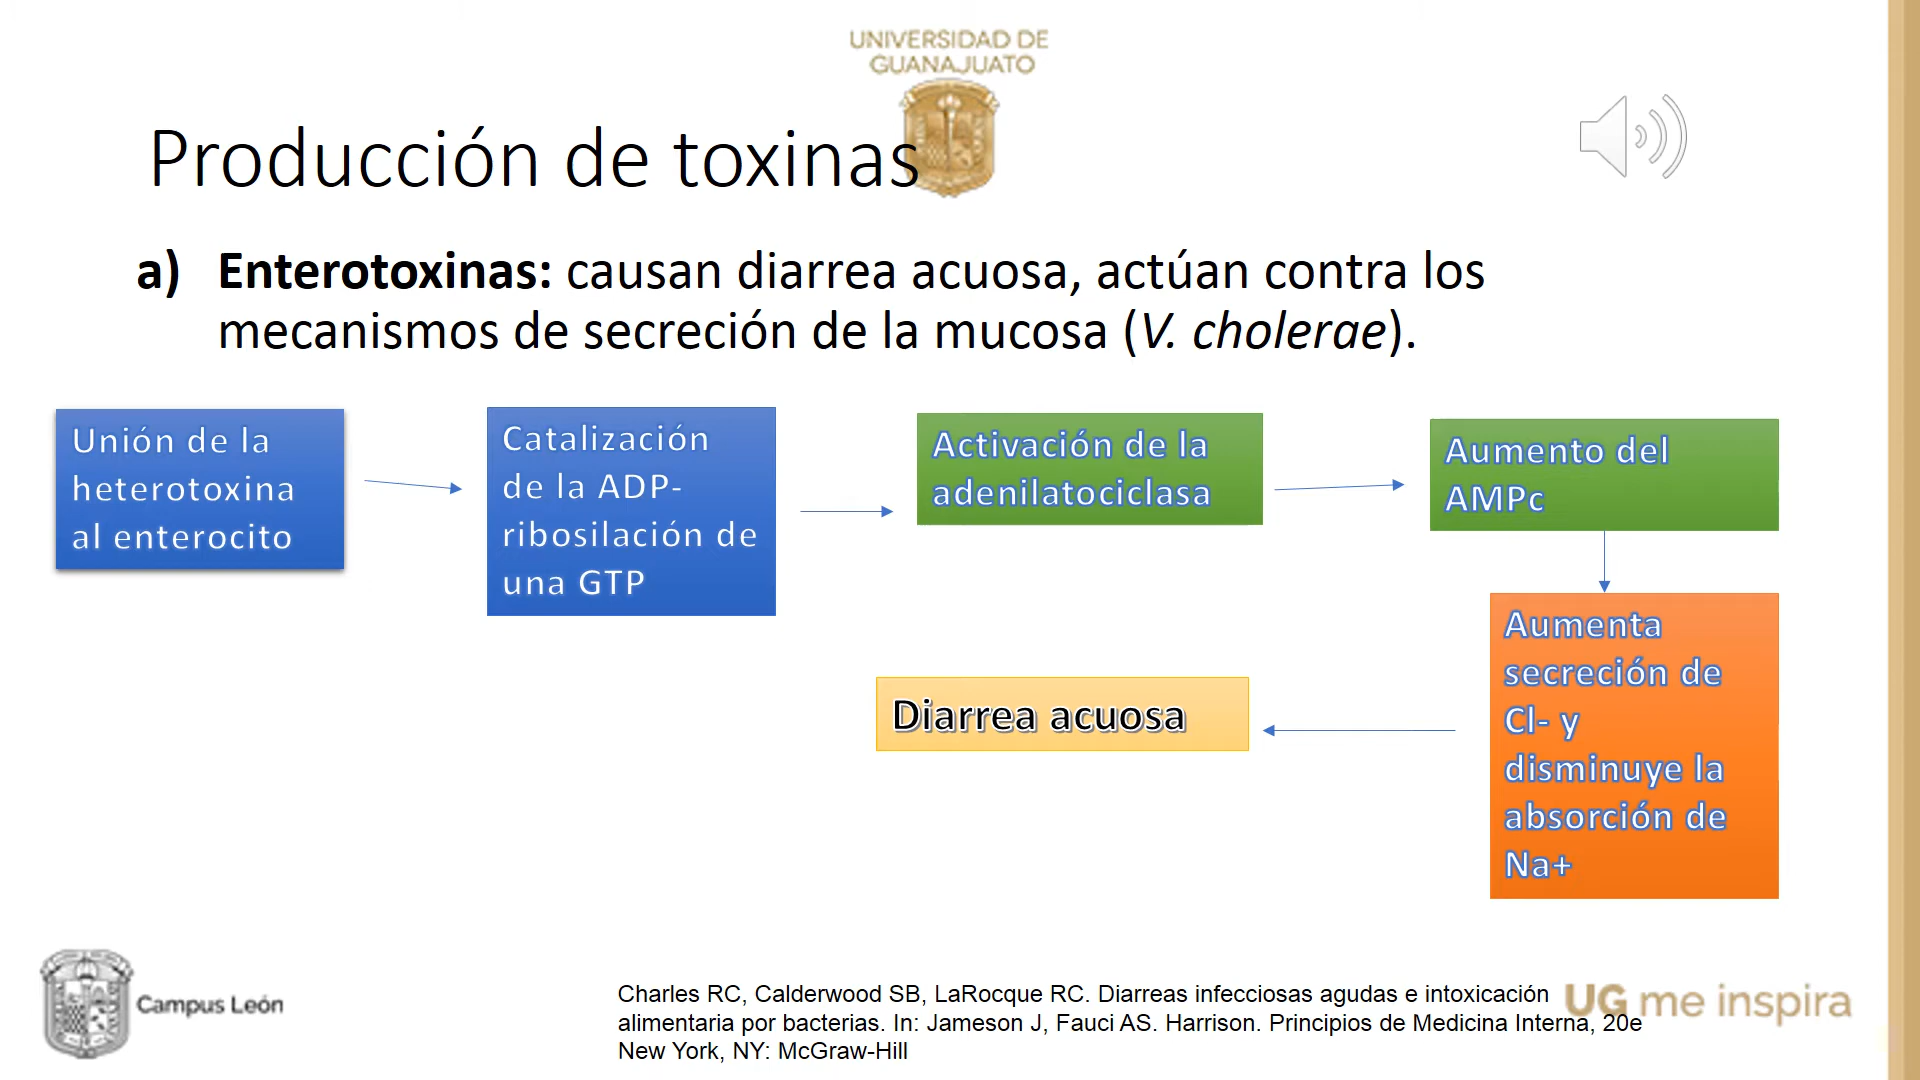 UNIVERSIDAD DE
GUANAJUATO
Producción de toxinas
a) Enterotoxinas: causan diarrea acuosa, actúan contra los
mecanismos de secreción de la mucosa (V. cholerae).
Unión de la
heterotoxina
al enterocito
Catalización
de la ADP-
ribosilación de
una GTP
Activación de la
adenilatociclasa
Aumento del
AMPc
Aumenta
secreción de
Cl- y
disminuye la
absorción de
Na+
Diarrea acuosa
Campus León
Charles RC, Calderwood SB, LaRocque RC. Diarreas infecciosas agudas e intoxicación
alimentaria por bacterias. In: Jameson J, Fauci AS. Harrison. Principios de Medicina Interna, 20e
New York, NY: McGraw-Hill
UG me inspira